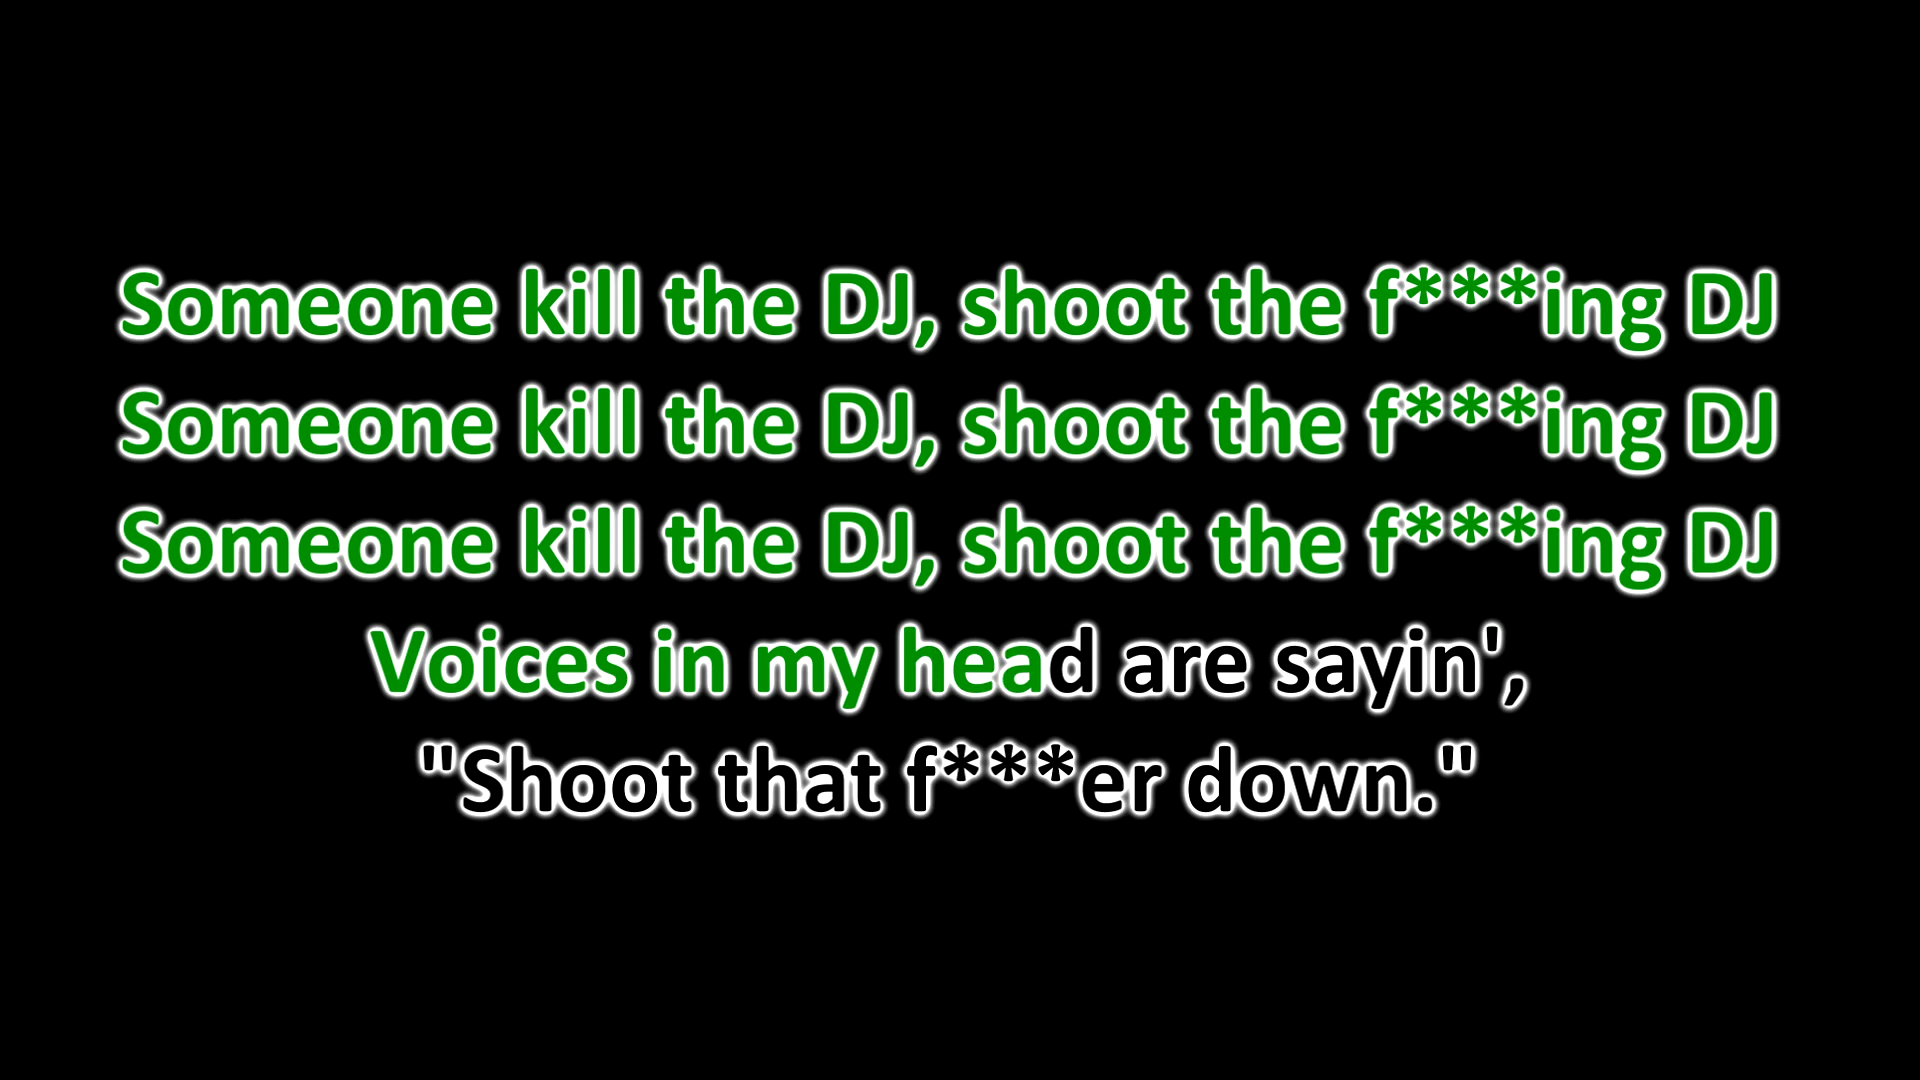 Someone kill the DJ, shoot the f***ing DJ
Someone kill the DJ, shoot the f***ing DJ
Someone kill the DJ, shoot the f***ing DJ
Voices in my head are sayin',
"Shoot that f***er down."